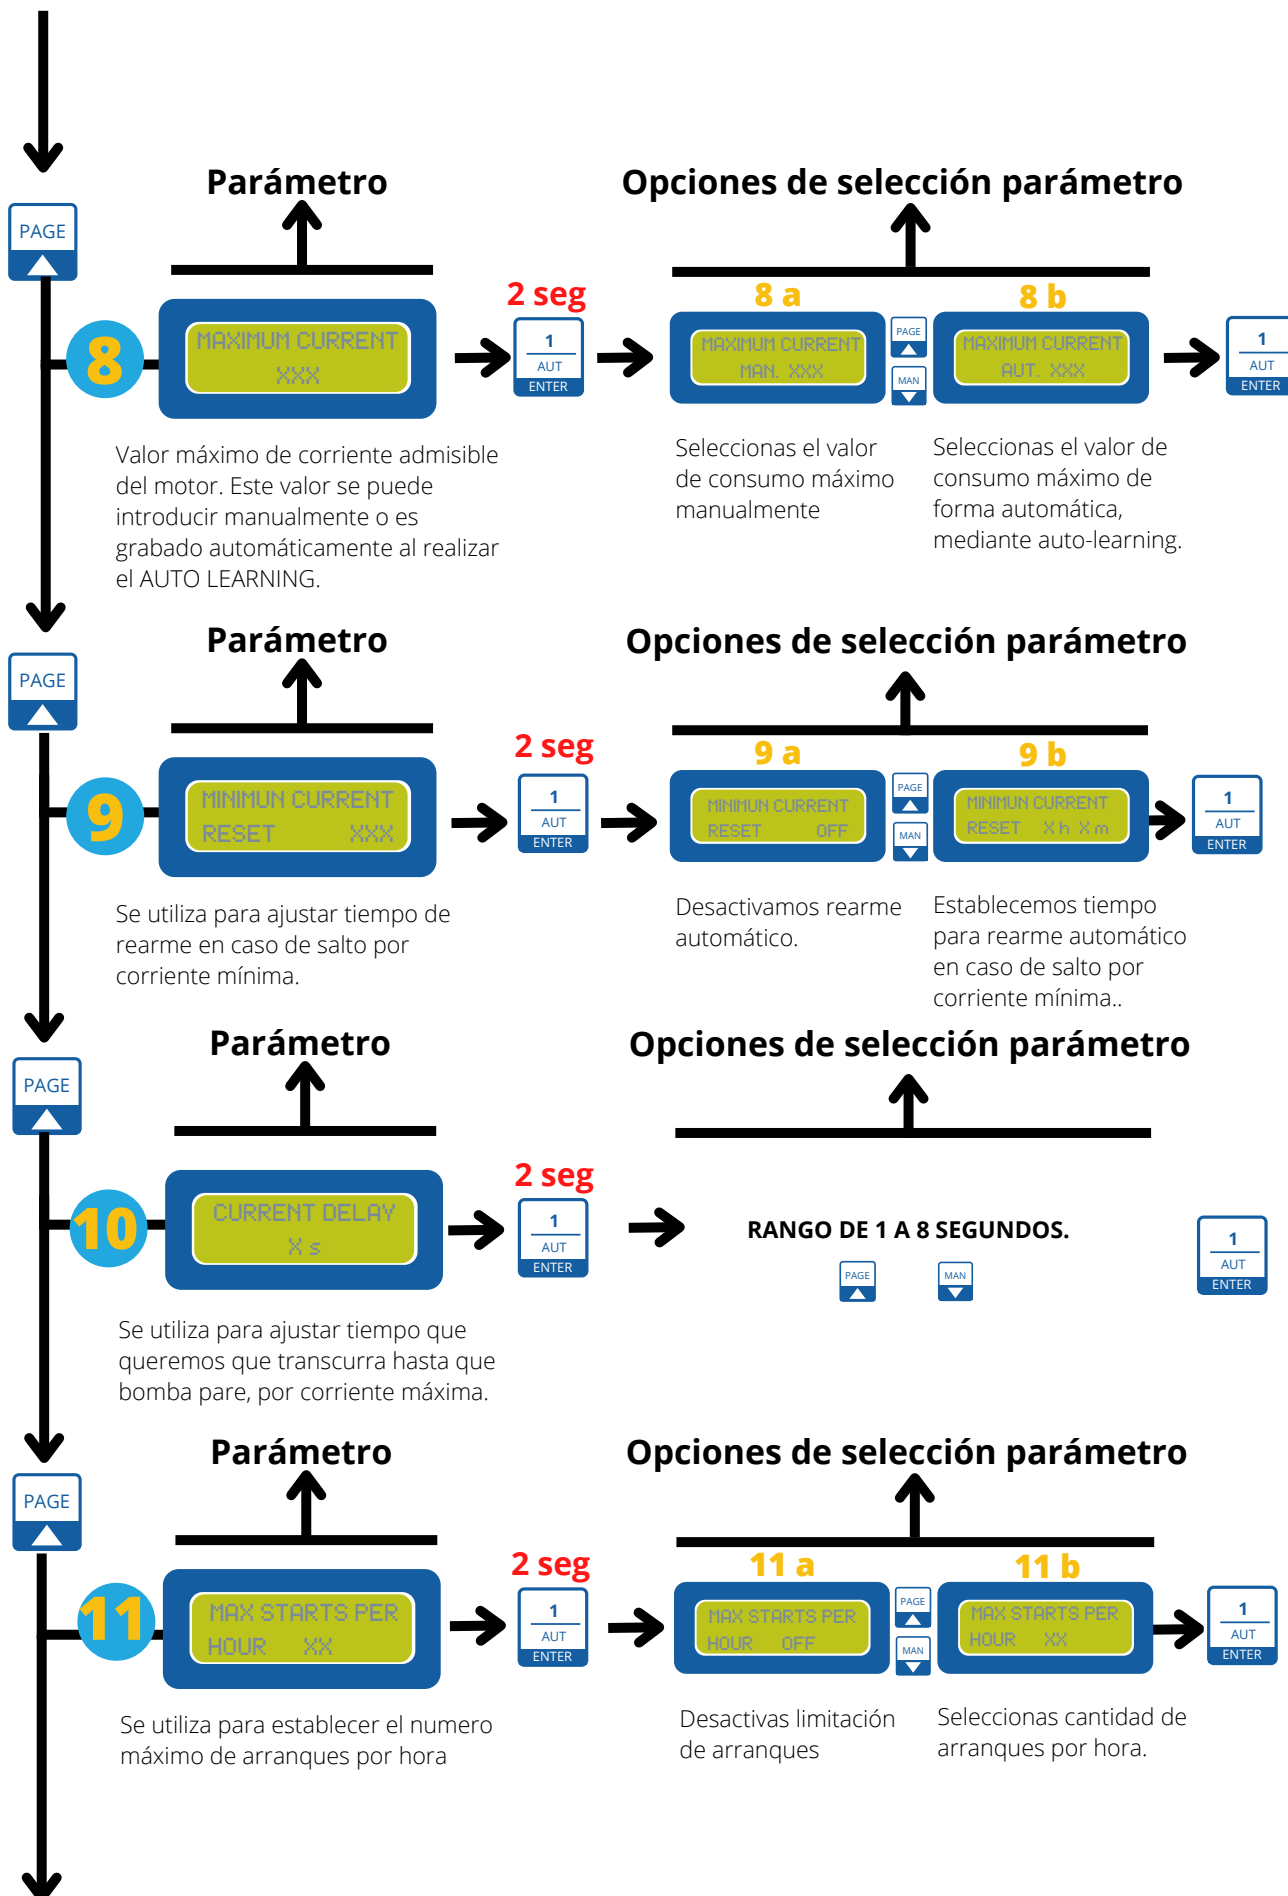 Parámetro
Opciones de selección parámetro
PAGE
2 seg
8 a
8 b
8
MAXIMUM CURRENT
XXX
1
AUT
ENTER
MAXIMUM CURRENT
MAN. XXX
PAGE
MAN
MAXIMUM CURRENT
AUT. XXX
1
AUT
ENTER
Valor máximo de corriente admisible
del motor. Este valor se puede
introducir manualmente o es
grabado automáticamente al realizar
el AUTO LEARNING.
Seleccionas el valor
de consumo máximo
manualmente
Seleccionas el valor de
consumo máximo de
forma automática,
mediante auto-learning.
Parámetro
Opciones de selección parámetro
PAGE
2 seg
9 a
9 b
9
MINIMUN CURRENT
RESET XXX
1
AUT
ENTER
MINIMUN CURRENT
RESET OFF
PAGE
MAN
MINIMUN CURRENT
RESET X h X m
1
AUT
ENTER
Se utiliza para ajustar tiempo de
rearme en caso de salto por
corriente mínima.
Desactivamos rearme
automático.
Establecemos tiempo
para rearme automático
en caso de salto por
corriente mínima..
Parámetro
Opciones de selección parámetro
PAGE
2 seg
10
CURRENT DELAY
X s
1
AUT
ENTER
RANGO DE 1 A 8 SEGUNDOS.
PAGE
MAN
1
AUT
ENTER
Se utiliza para ajustar tiempo que
queremos que transcurra hasta que
bomba pare, por corriente máxima.
Parámetro
Opciones de selección parámetro
PAGE
2 seg
11 a
11 b
11
MAX STARTS PER
HOUR XX
1
AUT
ENTER
MAX STARTS PER
HOUR OFF
PAGE
MAN
MAX STARTS PER
HOUR XX
1
AUT
ENTER
Se utiliza para establecer el numero
máximo de arranques por hora
Desactivas limitación
de arranques
Seleccionas cantidad de
arranques por hora.